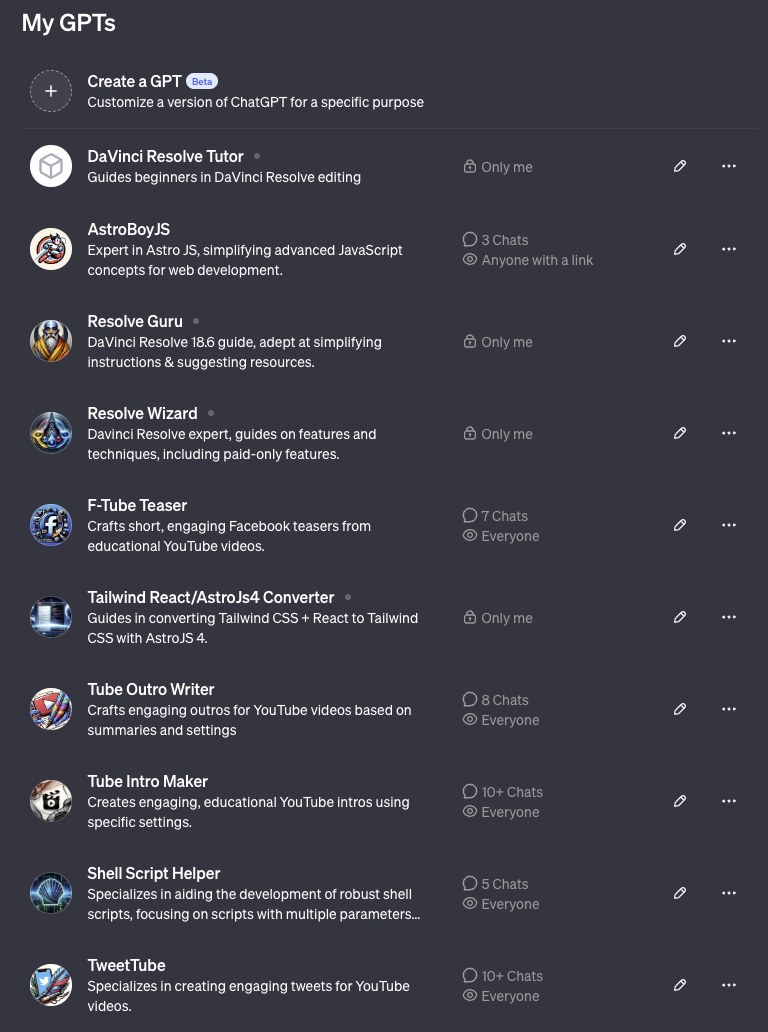 My GPTs
Create a GPT Beta
Customize a version of ChatGPT for a specific purpose
DaVinci Resolve Tutor
Guides beginners in DaVinci Resolve editing
Only me
AstroBoyJS
Expert in Astro JS, simplifying advanced JavaScript
concepts for web development.
3 Chats
Anyone with a link
Resolve Guru
DaVinci Resolve 18.6 guide, adept at simplifying
instructions & suggesting resources.
Only me
Resolve Wizard
Davinci Resolve expert, guides on features and
techniques, including paid-only features.
Only me
F-Tube Teaser
Crafts short, engaging Facebook teasers from
educational YouTube videos.
7 Chats
Everyone
Tailwind React/AstroJs4 Converter
Guides in converting Tailwind CSS + React to Tailwind
CSS with AstroJS 4.
Only me
Tube Outro Writer
Crafts engaging outros for YouTube videos based on
summaries and settings
8 Chats
Everyone
Tube Intro Maker
Creates engaging, educational YouTube intros using
specific settings.
10+ Chats
Everyone
Shell Script Helper
Specializes in aiding the development of robust shell
scripts, focusing on scripts with multiple parameters...
5 Chats
Everyone
TweetTube
Specializes in creating engaging tweets for YouTube
videos.
10+ Chats
Everyone